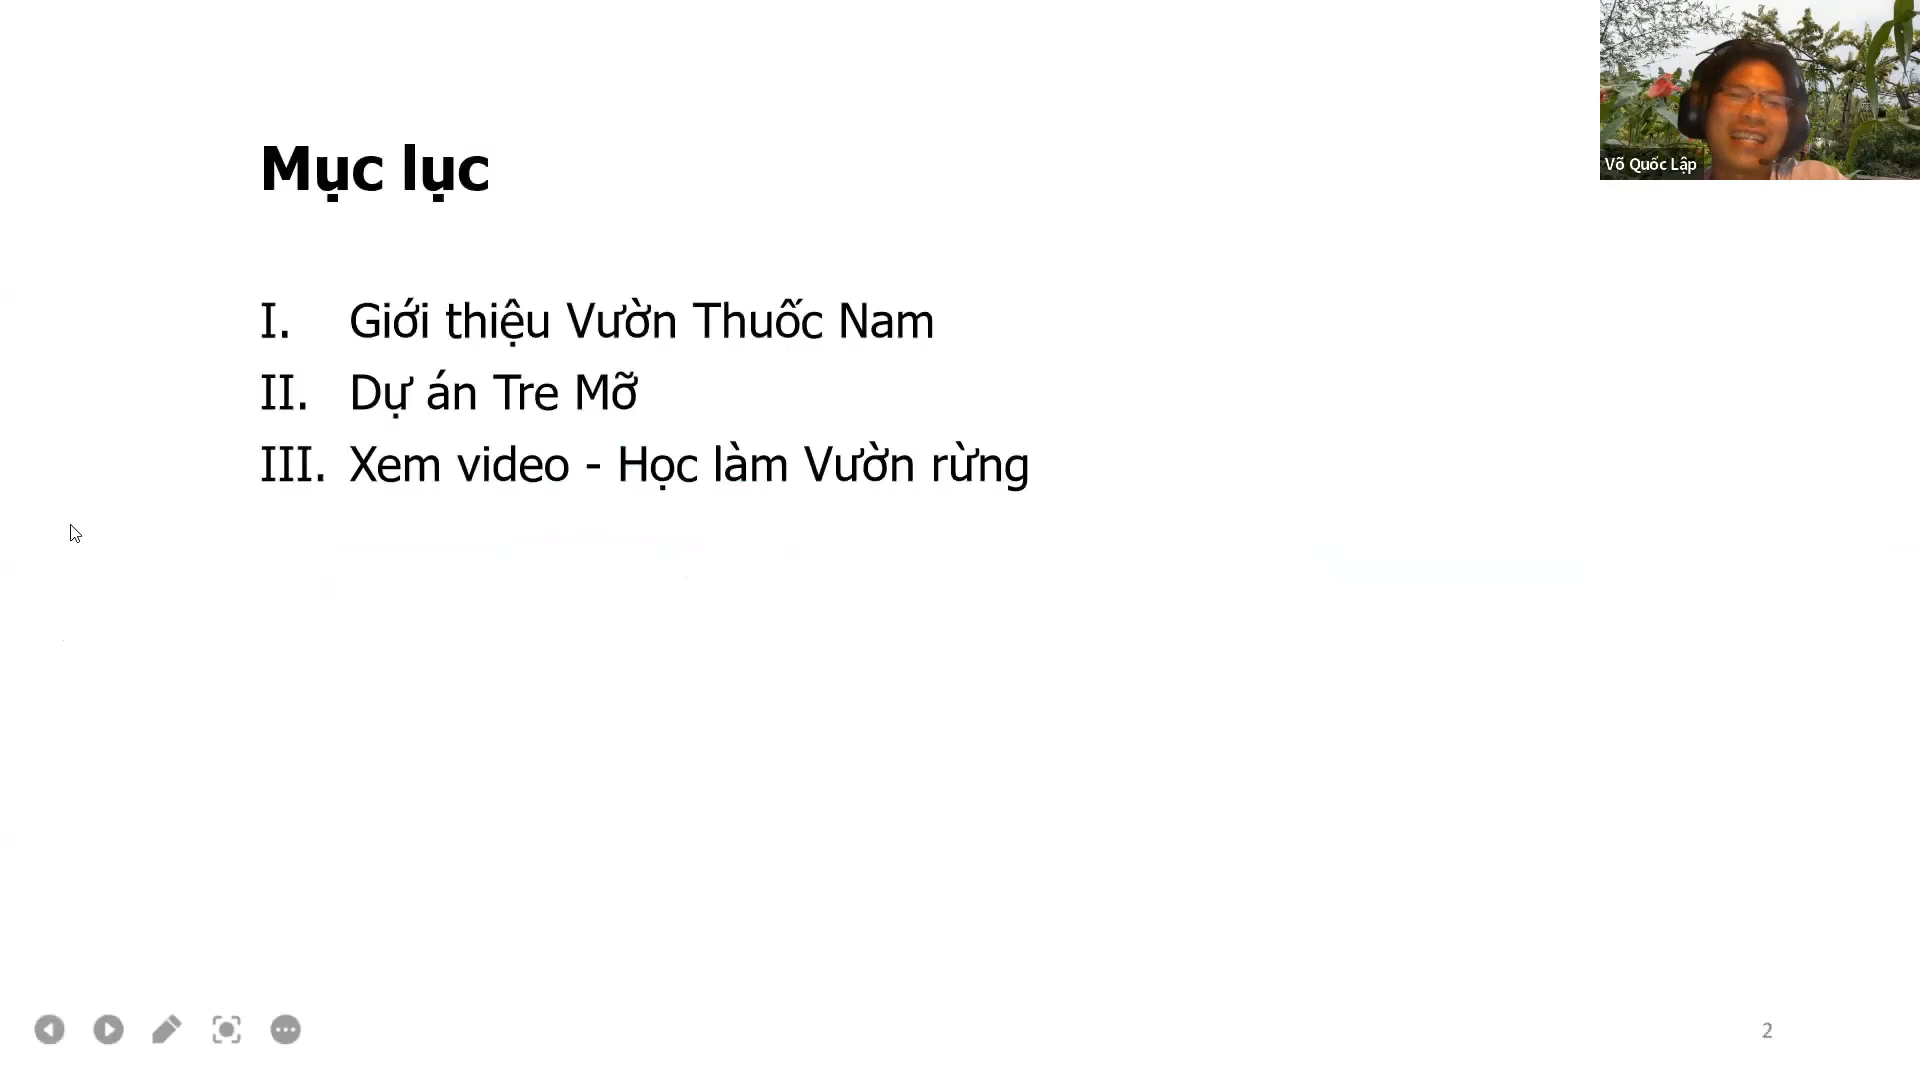 Mục lục
I. Giới thiệu Vườn Thuốc Nam
II. Dự án Tre Mỡ
III. Xem video - Học làm Vườn rừng
Võ Quốc Lập
2